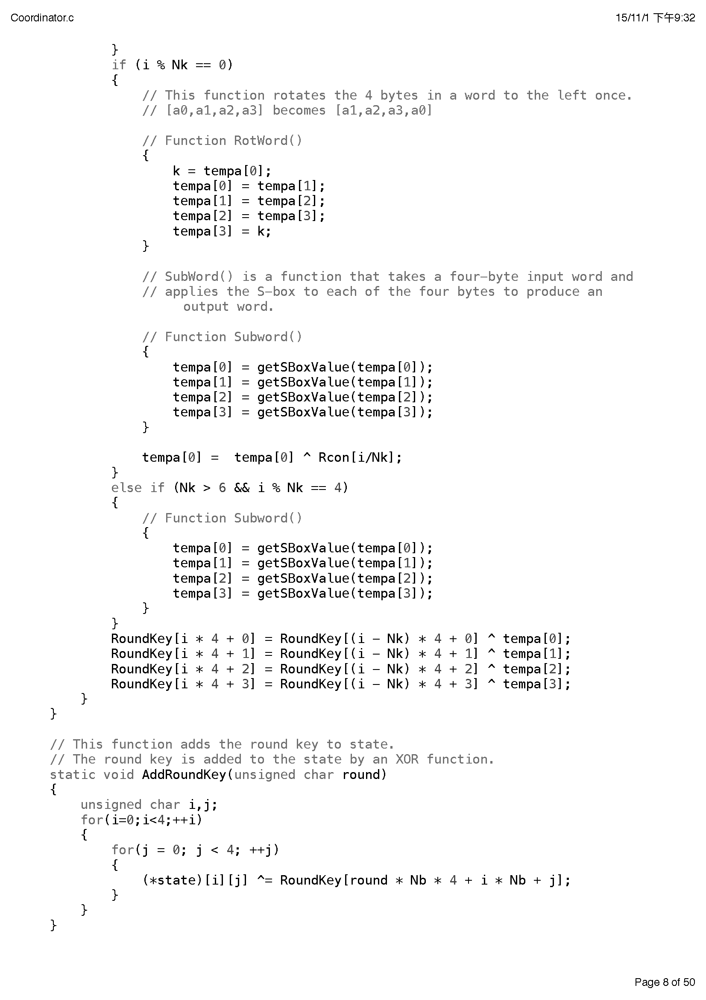 Coordinator.c 15/11/1 下午9:32
        }
        if (i % Nk == 0)
        {
            // This function rotates the 4 bytes in a word to the left once.
            // [a0,a1,a2,a3] becomes [a1,a2,a3,a0]

            // Function RotWord()
            {
                k = tempa[0];
                tempa[0] = tempa[1];
                tempa[1] = tempa[2];
                tempa[2] = tempa[3];
                tempa[3] = k;
            }

            // SubWord() is a function that takes a four-byte input word and
            // applies the S-box to each of the four bytes to produce an
                 output word.

            // Function Subword()
            {
                tempa[0] = getSBoxValue(tempa[0]);
                tempa[1] = getSBoxValue(tempa[1]);
                tempa[2] = getSBoxValue(tempa[2]);
                tempa[3] = getSBoxValue(tempa[3]);
            }

            tempa[0] =  tempa[0] ^ Rcon[i/Nk];
        }
        else if (Nk > 6 && i % Nk == 4)
        {
            // Function Subword()
            {
                tempa[0] = getSBoxValue(tempa[0]);
                tempa[1] = getSBoxValue(tempa[1]);
                tempa[2] = getSBoxValue(tempa[2]);
                tempa[3] = getSBoxValue(tempa[3]);
            }
        }
        RoundKey[i * 4 + 0] = RoundKey[(i - Nk) * 4 + 0] ^ tempa[0];
        RoundKey[i * 4 + 1] = RoundKey[(i - Nk) * 4 + 1] ^ tempa[1];
        RoundKey[i * 4 + 2] = RoundKey[(i - Nk) * 4 + 2] ^ tempa[2];
        RoundKey[i * 4 + 3] = RoundKey[(i - Nk) * 4 + 3] ^ tempa[3];
    }
}

// This function adds the round key to state.
// The round key is added to the state by an XOR function.
static void AddRoundKey(unsigned char round)
{
    unsigned char i,j;
    for(i=0;i<4;++i)
    {
        for(j = 0; j < 4; ++j)
        {
            (*state)[i][j] ^= RoundKey[round * Nb * 4 + i * Nb + j];
        }
    }
}
Page 8 of 50